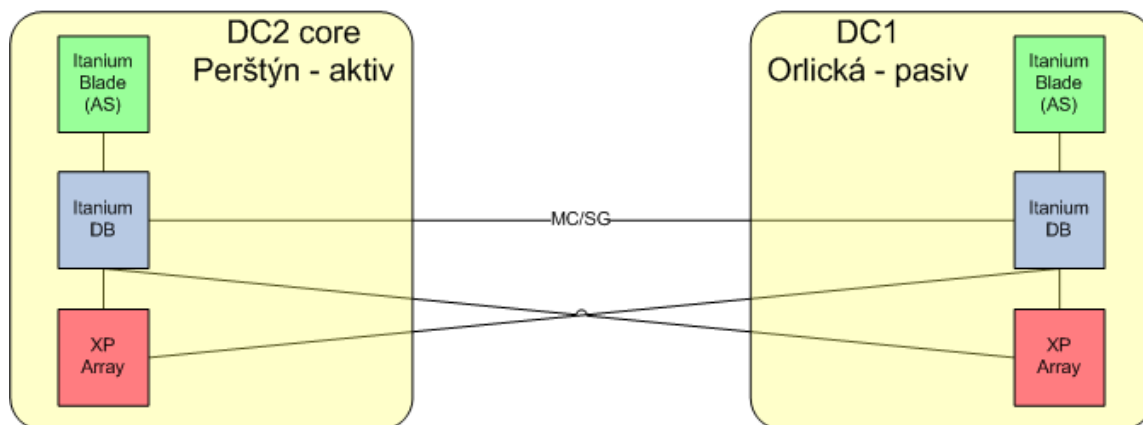 DC2 core
Perštýn - aktiv
Itanium
Blade
(AS)
Itanium
DB
XP
Array
MC/SG
DC1
Orlická - pasiv
Itanium
Blade
(AS)
Itanium
DB
XP
Array